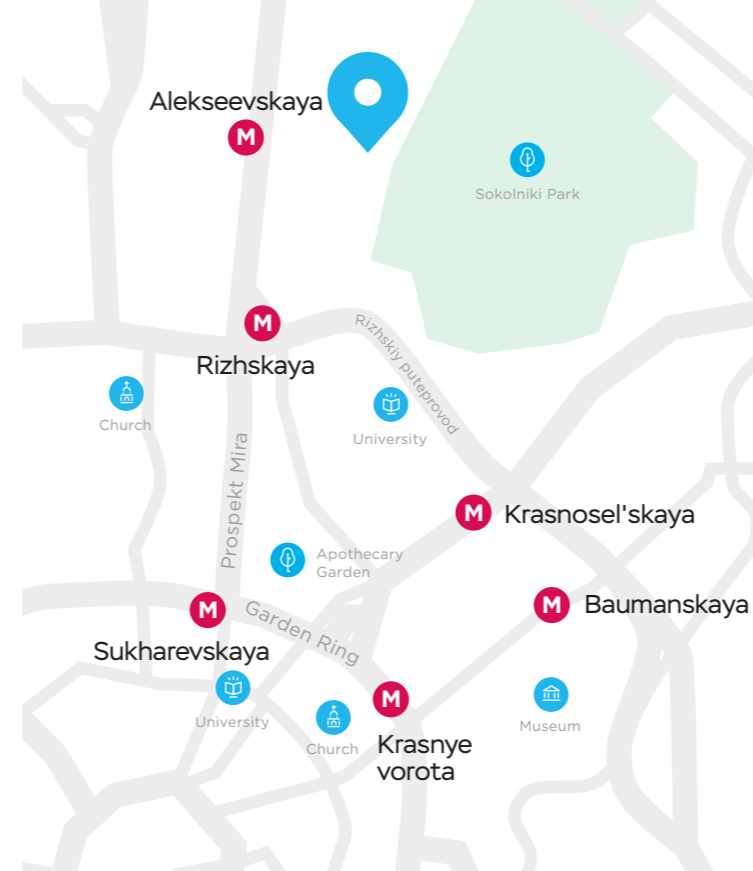 Alekseevskaya
M
Sokolniki Park
M
Rizhskaya
Rizhskiy puteprovod
Church
University
Prospekt Mira
M
Krasnosel'skaya
Apothecary
Garden
M
Baumanskaya
M
Garden Ring
Sukharevskaya
University
M
Museum
Church
Krasnye
vorota